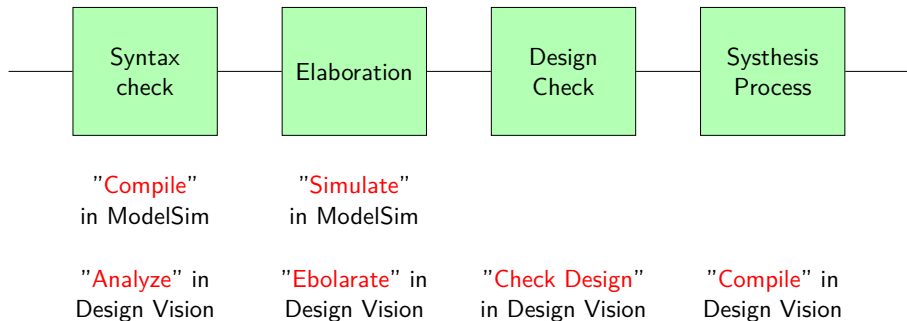 Syntax
check
Elaboration
Design
Check
Systhesis
Process
"Compile"
in ModelSim
"Simulate"
in ModelSim
"Analyze" in
Design Vision
"Ebolarate" in
Design Vision
"Check Design"
in Design Vision
"Compile" in
Design Vision